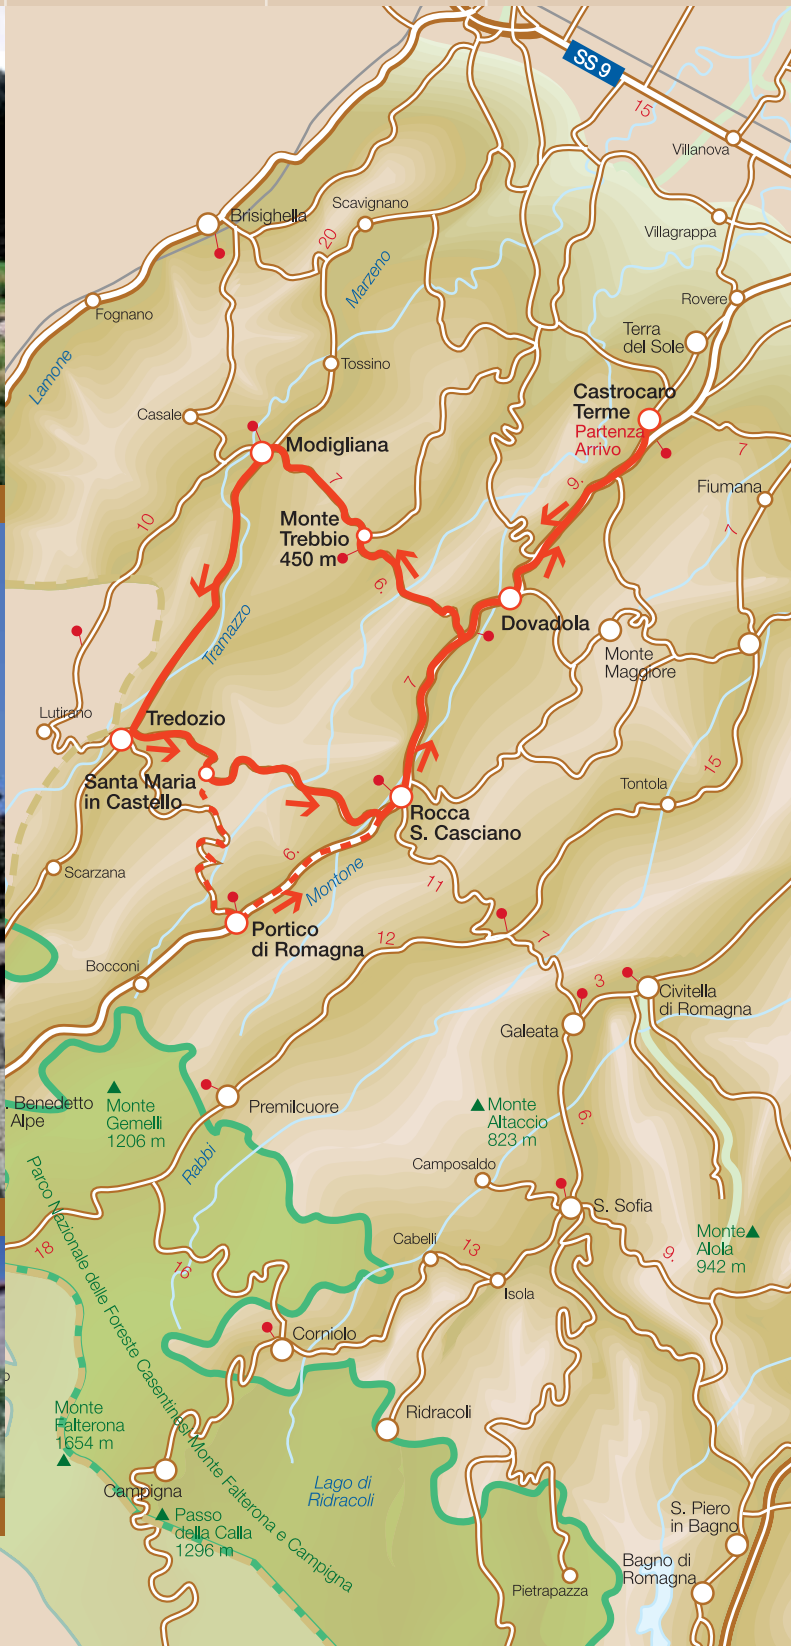 SS 9
15
Villanova
Scavignano
Brisighella
20
Villagrappa
Marzeno
Rovere
Fognano
Terra
del Sole
Lamone
Tossino
Castrocaro
Terme
Partenza
Arrivo
Casale
Modigliana
7
7
9.
Fiumana
10
Monte
Trebbio
450 m
7
6.
Dovadola
Tramazzo
Monte
Maggiore
7
Lutirano
Tredozio
15
Santa Maria
in Castello
Tontola
Rocca
S. Casciano
6.
Scarzana
Montone
11
Portico
di Romagna
12
7
Bocconi
3
Civitella
di Romagna
Galeata
. Benedetto
Alpe
Monte
Gemelli
1206 m
Premilcuore
Monte
Altaccio
823 m
6.
Rabbi
Camposaldo
S. Sofia
Parco Nazionale delle Foreste Casentinesi Monte Falterona e Campigna
Monte
Alola
942 m
18
Cabelli
13
9.
16
Isola
Corniolo
Monte
Falterona
1654 m
Ridracoli
Campigna
Lago di
Ridracoli
Passo
della Calla
1296 m
S. Piero
in Bagno
Bagno di
Romagna
Pietrapazza